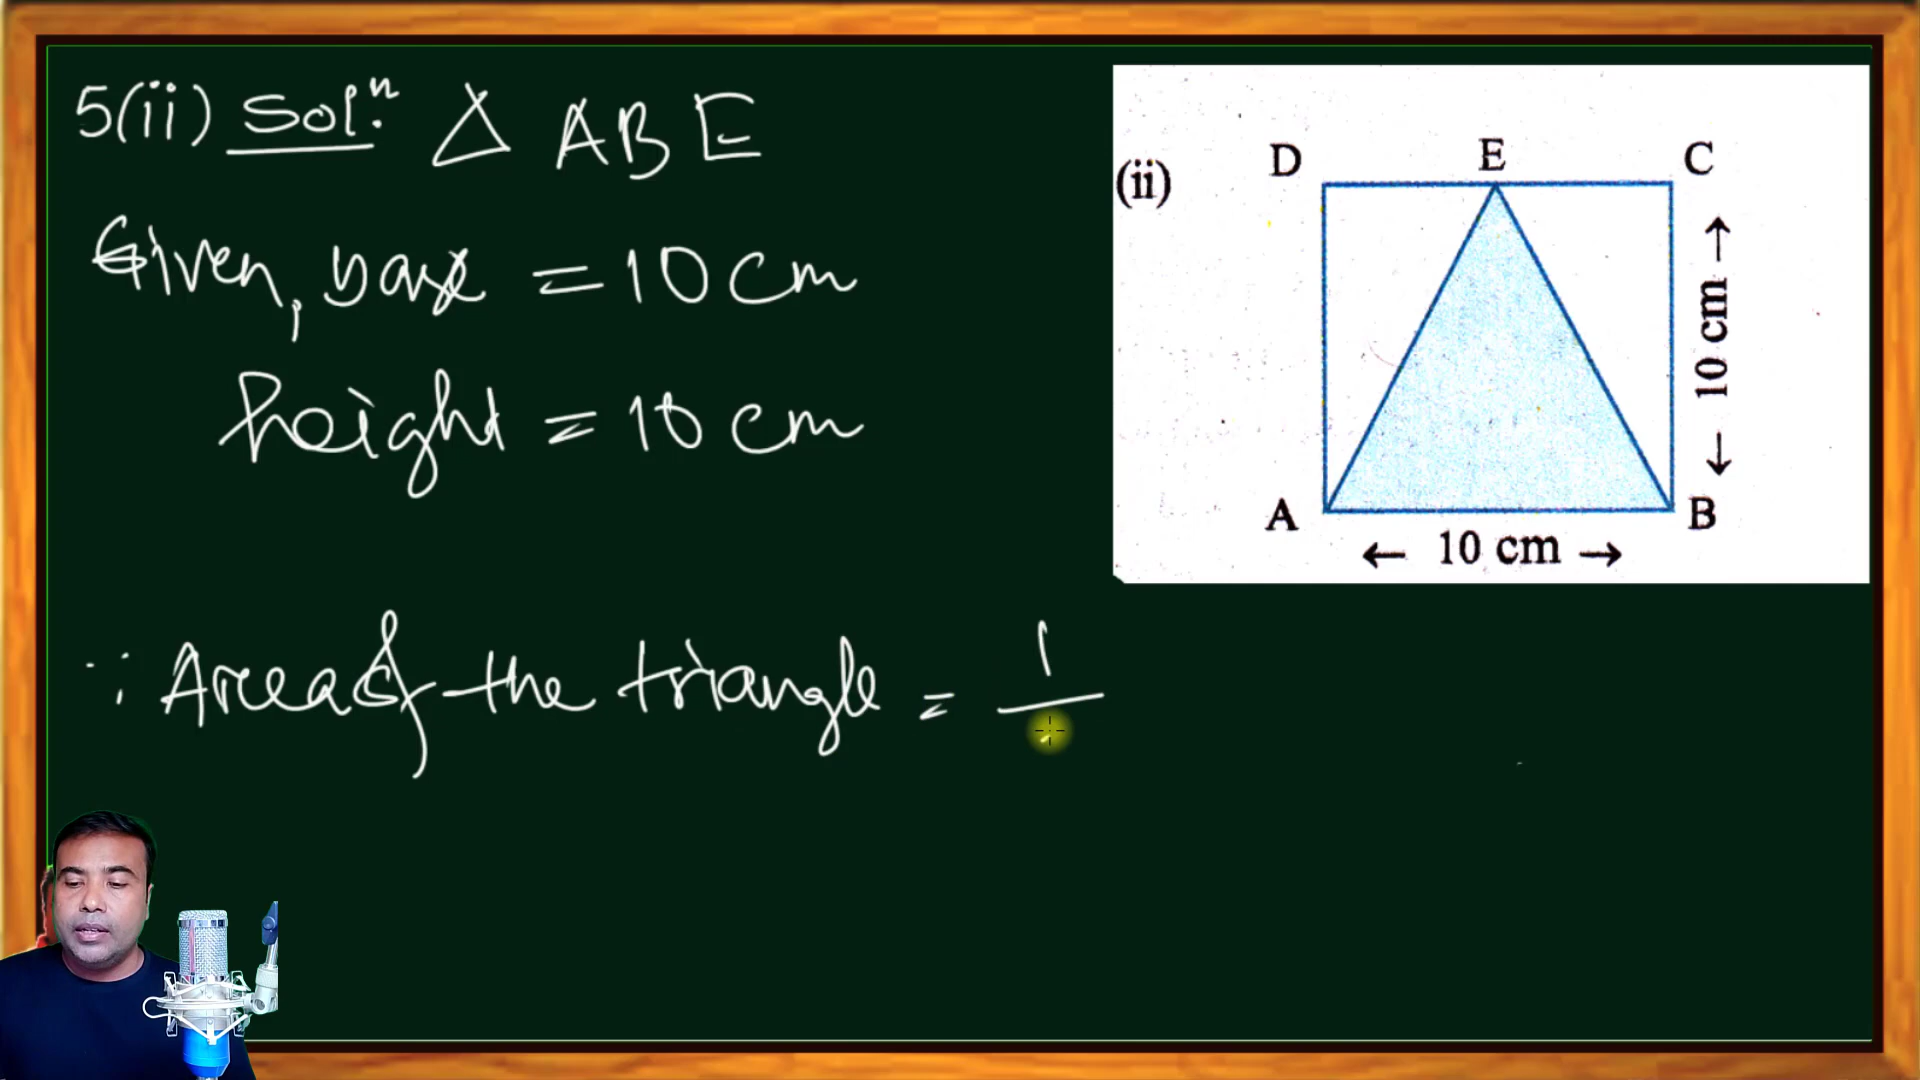 5(ii) Solⁿ. △ ABE
Given, base = 10 cm
height = 10 cm
∵ Area of the triangle = 1/
(ii)
D E C
10 cm
A B
← 10 cm →